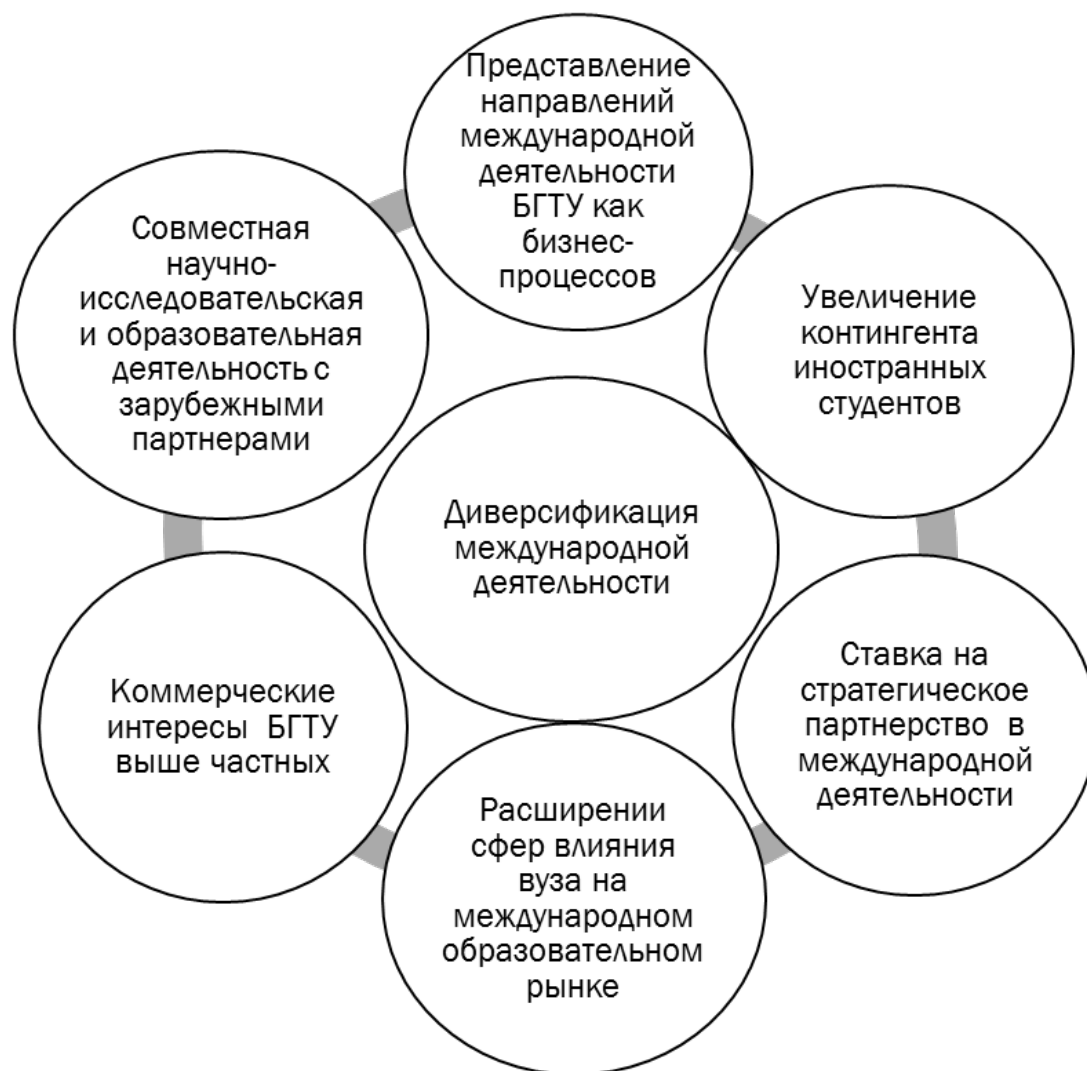 Представление
направлений
международной
деятельности
БГТУ как
бизнес-
процессов
Увеличение
контингента
иностранных
студентов
Ставка на
стратегическое
партнерство в
международной
деятельности
Расширении
сфер влияния
вуза на
международном
образовательном
рынке
Коммерческие
интересы БГТУ
выше частных
Совместная
научно-
исследовательская
и образовательная
деятельность с
зарубежными
партнерами
Диверсификация
международной
деятельности